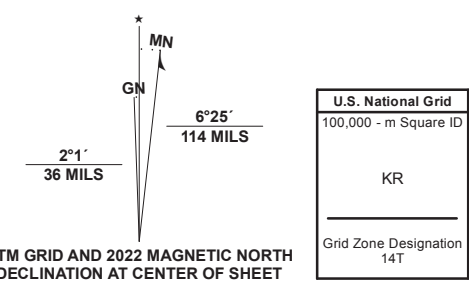 ★
MN
GN
6°25´
114 MILS
2°1´
36 MILS
TM GRID AND 2022 MAGNETIC NORTH
DECLINATION AT CENTER OF SHEET
U.S. National Grid
100,000 - m Square ID
KR
Grid Zone Designation
14T